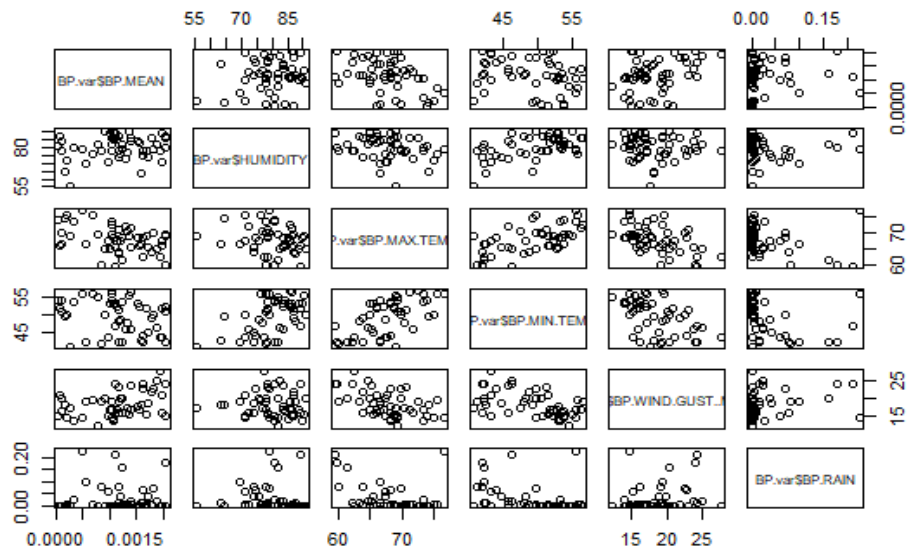 55 70 85 45 55 0.00 0.15
BP.var$BP.MEAN
0.0000
80
55
BP.var$HUMIDITY
P.var$BP.MAX.TEM
70
60
55
45
P.var$BP.MIN.TEM
$BP.WIND.GUST..
25
15
0.20
0.00
BP.var$BP.RAIN
0.0000 0.0015 60 70 15 20 25